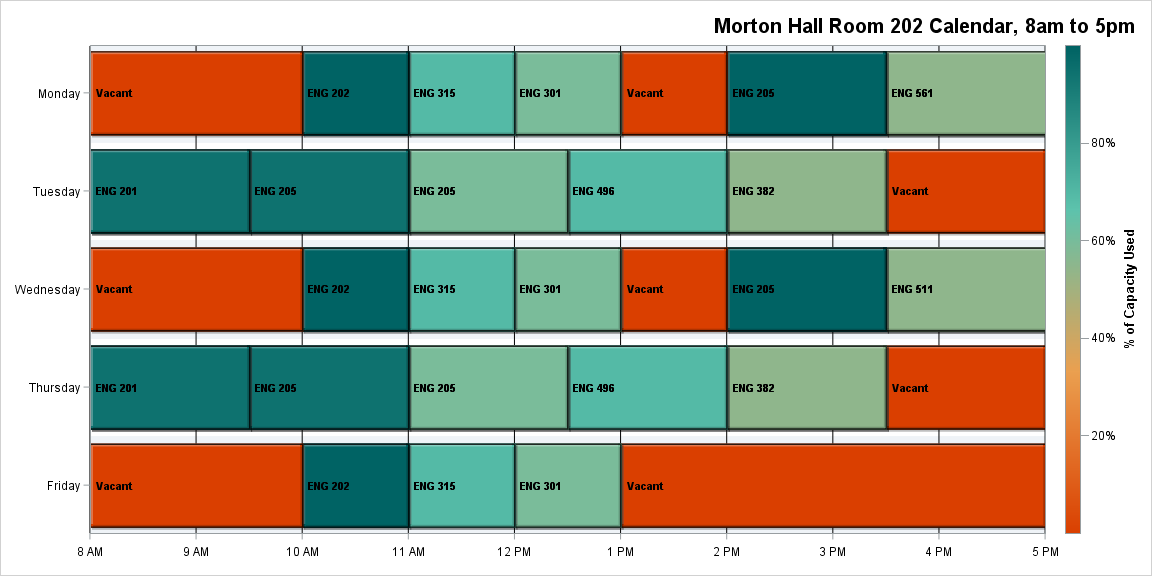 Morton Hall Room 202 Calendar, 8am to 5pm
Monday
Vacant
ENG 202
ENG 315
ENG 301
Vacant
ENG 205
ENG 561
Tuesday
ENG 201
ENG 205
ENG 205
ENG 496
ENG 382
Vacant
Wednesday
Vacant
ENG 202
ENG 315
ENG 301
Vacant
ENG 205
ENG 511
Thursday
ENG 201
ENG 205
ENG 205
ENG 496
ENG 382
Vacant
Friday
Vacant
ENG 202
ENG 315
ENG 301
Vacant
8 AM
9 AM
10 AM
11 AM
12 PM
1 PM
2 PM
3 PM
4 PM
5 PM
80%
60%
40%
20%
% of Capacity Used